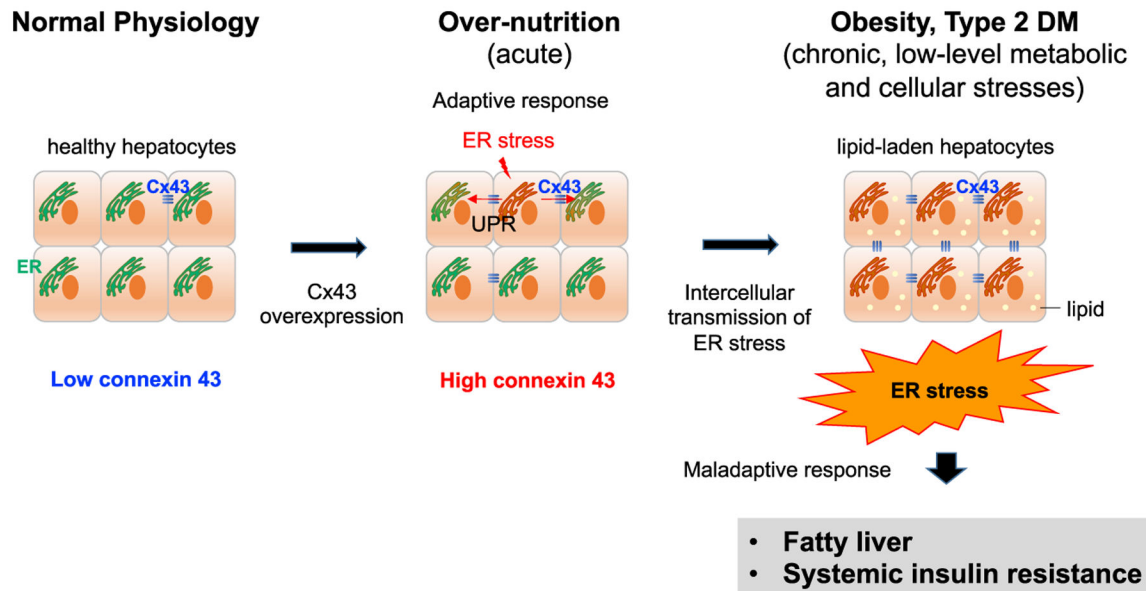 Normal Physiology
healthy hepatocytes
Cx43
ER
Low connexin 43
Cx43
overexpression
Over-nutrition
(acute)
Adaptive response
ER stress
Cx43
UPR
High connexin 43
Intercellular
transmission of
ER stress
Obesity, Type 2 DM
(chronic, low-level metabolic
and cellular stresses)
lipid-laden hepatocytes
Cx43
lipid
ER stress
Maladaptive response
• Fatty liver
• Systemic insulin resistance